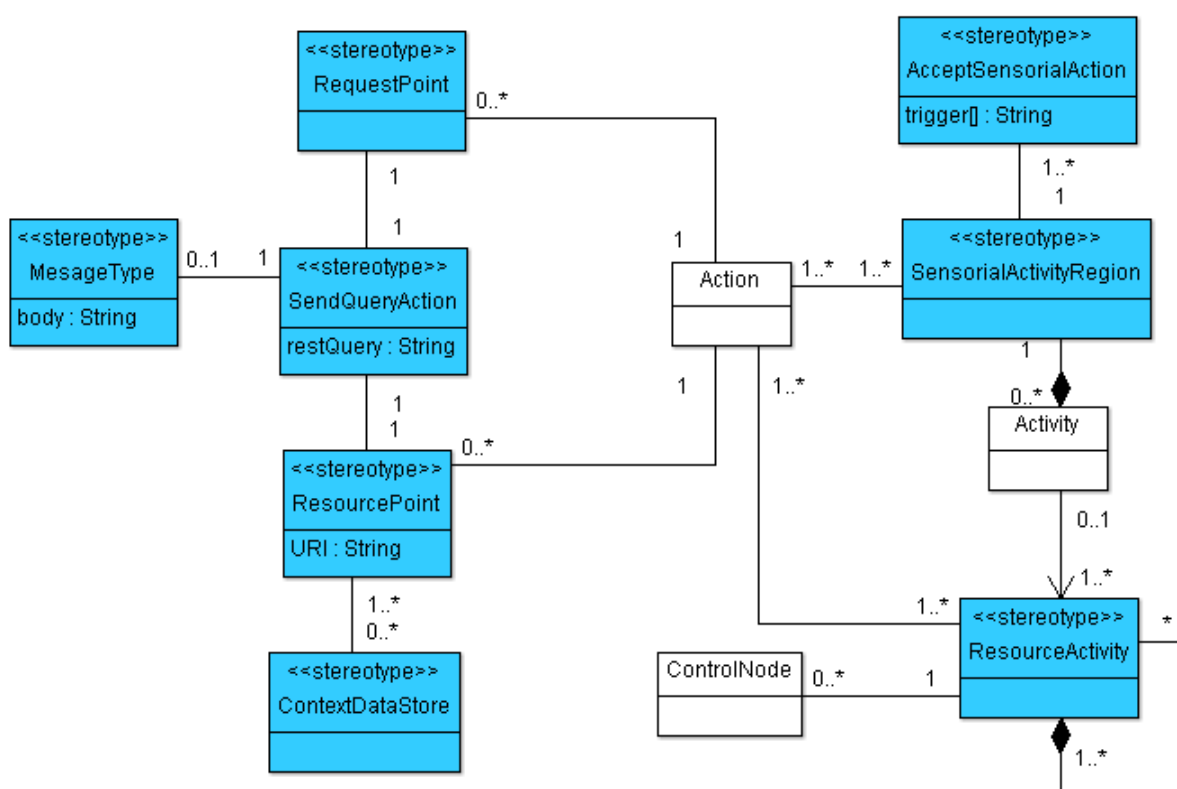 <<stereotype>>
RequestPoint
0..*
1
1
<<stereotype>>
AcceptSensorialAction
trigger[] : String
1..*
1
<<stereotype>>
MesageType
body : String
0..1
1
<<stereotype>>
SendQueryAction
restQuery : String
1
1
1
Action
1..*
1..*
<<stereotype>>
SensorialActivityRegion
1
0..*
1
1..*
Activity
0..1
1..*
<<stereotype>>
ResourcePoint
URI : String
0..*
1..*
0..*
<<stereotype>>
ContextDataStore
1..*
<<stereotype>>
ResourceActivity
*
ControlNode
0..*
1
1..*